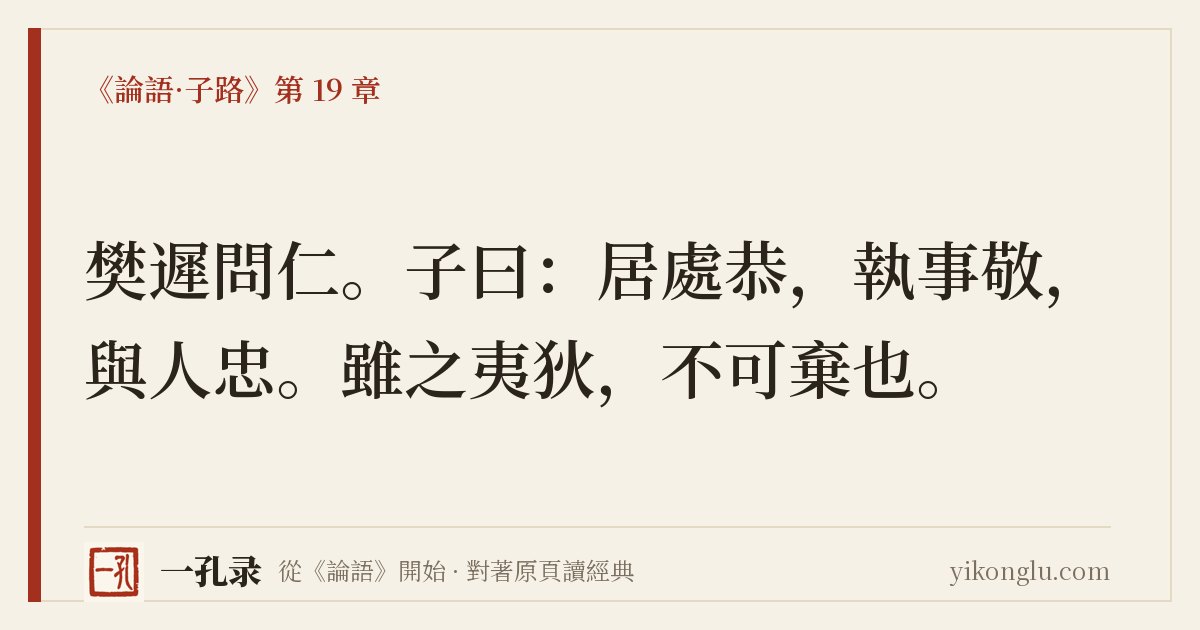 《論語·子路》第 19 章
樊遲問仁。子曰：居處恭，執事敬，
與人忠。雖之夷狄，不可棄也。
一孔
一孔录 從《論語》開始 · 對著原頁讀經典
yikonglu.com